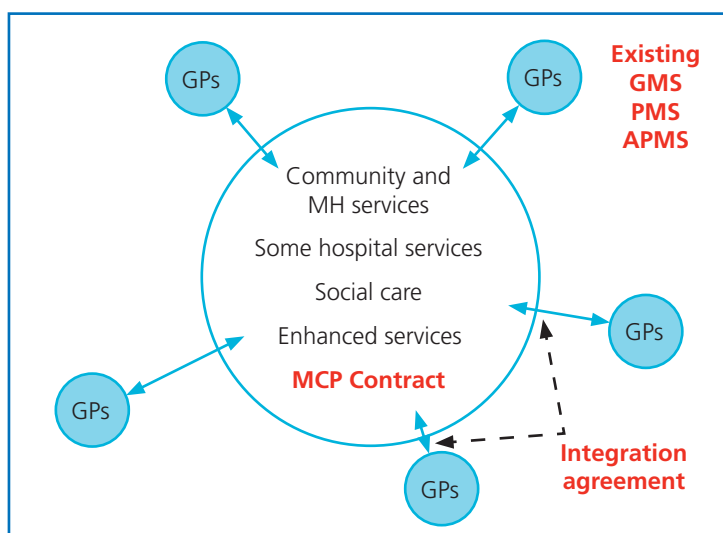 GPs
GPs
Existing
GMS
PMS
APMS
Community and
MH services
Some hospital services
Social care
Enhanced services
MCP Contract
GPs
GPs
GPs
Integration
agreement